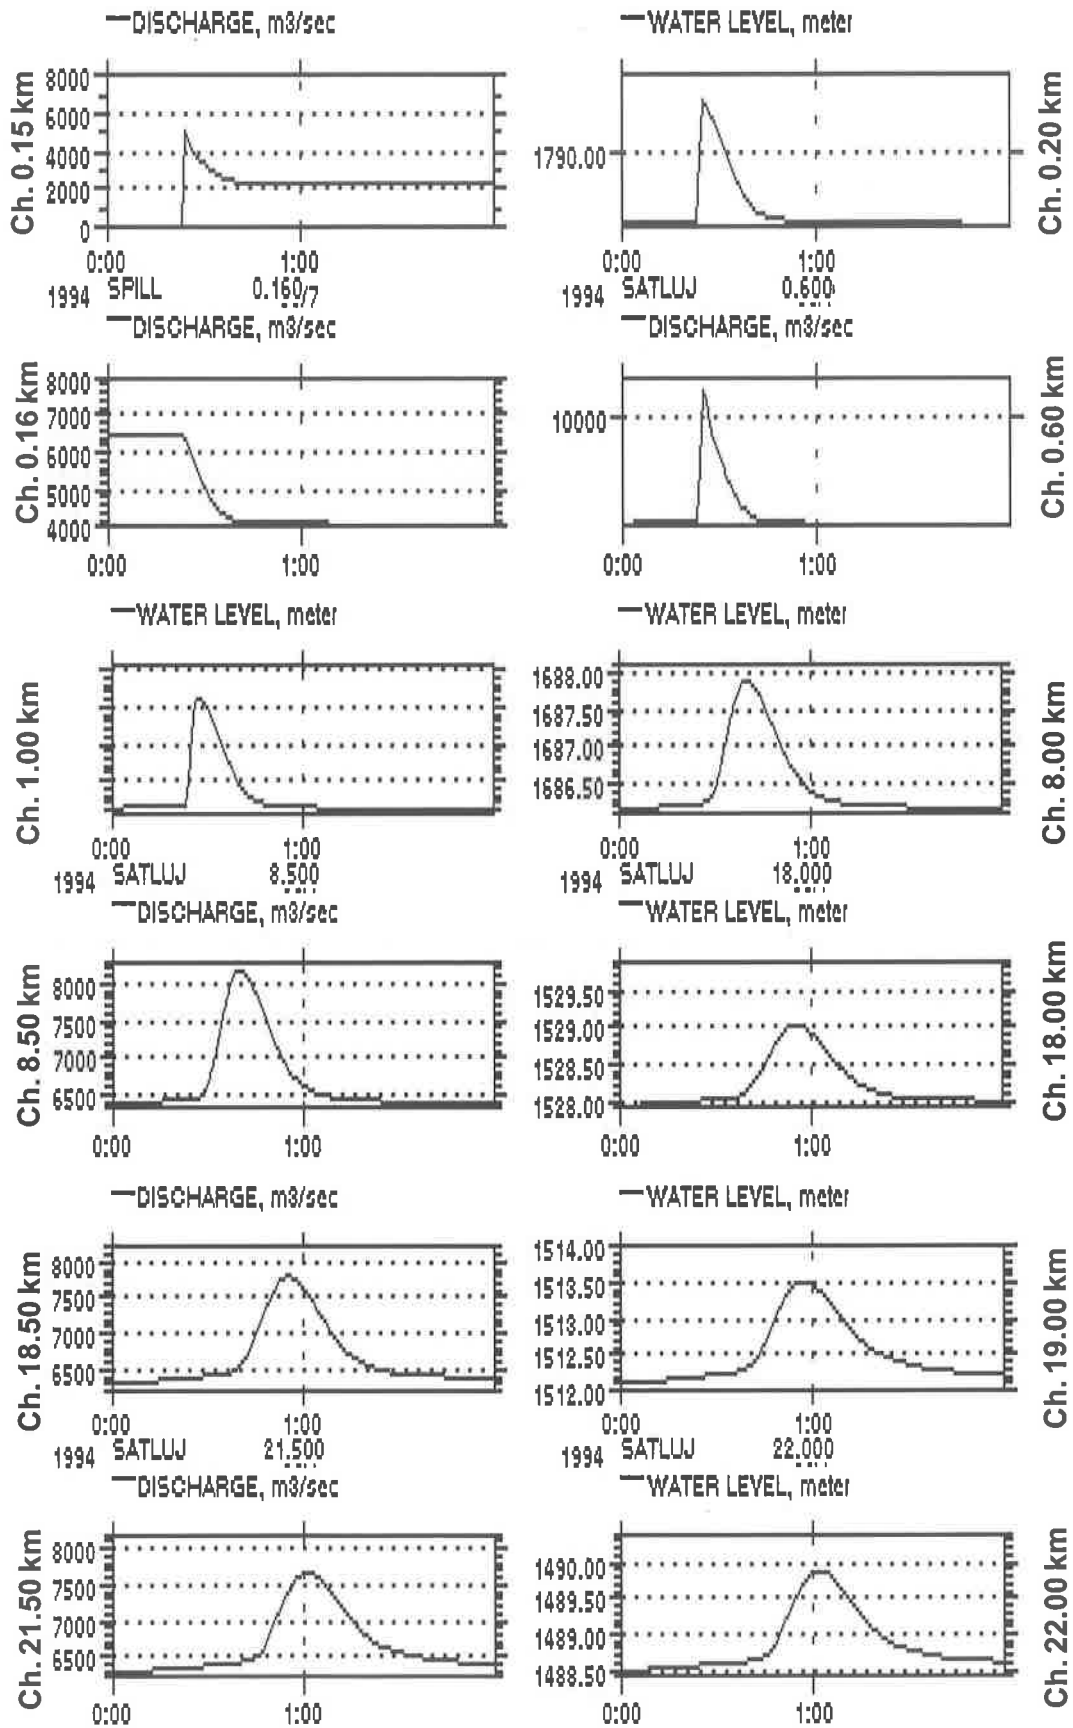 DISCHARGE, m3/sec
Ch. 0.15 km
8000
6000
4000
2000
0
0:00
1:00
1994
SPILL
WATER LEVEL, meter
Ch. 0.20 km
1790.00
0:00
1:00
1994
SATLUJ
0.600
DISCHARGE, m3/sec
Ch. 0.16 km
8000
7000
6000
5000
4000
0:00
1:00
DISCHARGE, m3/sec
Ch. 0.60 km
10000
0:00
1:00
WATER LEVEL, meter
Ch. 1.00 km
0:00
1:00
1994
SATLUJ
8.500
WATER LEVEL, meter
Ch. 8.00 km
1688.00
1687.50
1687.00
1686.50
0:00
1:00
1994
SATLUJ
18.000
DISCHARGE, m3/sec
Ch. 8.50 km
8000
7500
7000
6500
0:00
1:00
WATER LEVEL, meter
Ch. 18.00 km
1529.50
1529.00
1528.50
1528.00
0:00
1:00
DISCHARGE, m3/sec
Ch. 18.50 km
8000
7500
7000
6500
0:00
1:00
1994
SATLUJ
21.500
WATER LEVEL, meter
Ch. 19.00 km
1514.00
1513.50
1513.00
1512.50
1512.00
0:00
1:00
1994
SATLUJ
22.000
DISCHARGE, m3/sec
Ch. 21.50 km
8000
7500
7000
6500
0:00
1:00
WATER LEVEL, meter
Ch. 22.00 km
1490.00
1489.50
1489.00
1488.50
0:00
1:00